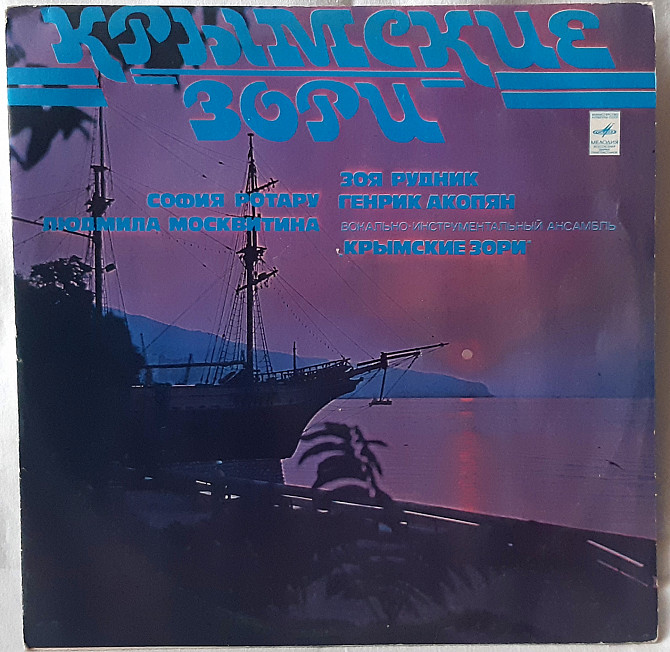 КРЫМСКИЕ
ЗОРИ
МЕЛОДИЯ
СОФИЯ РОТАРУ
ЛЮДМИЛА МОСКВИТИНА
ЗОЯ РУДНИК
ГЕНРИК АКОПЯН
ВОКАЛЬНО-ИНСТРУМЕНТАЛЬНЫЙ АНСАМБЛЬ
„КРЫМСКИЕ ЗОРИ"